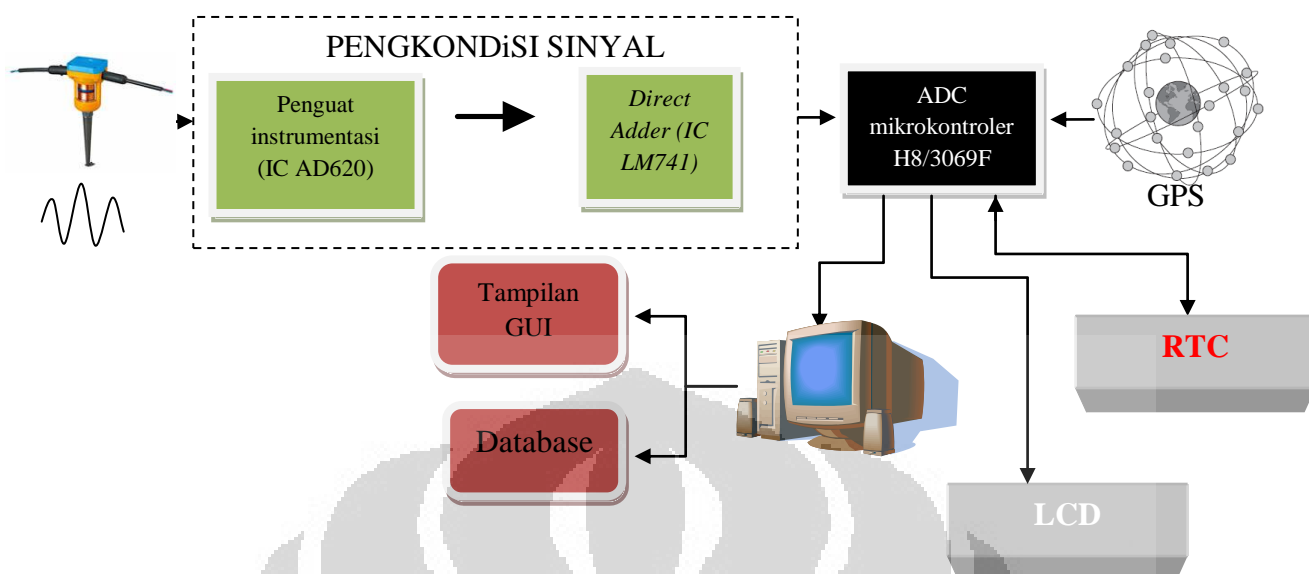 PENGKONDiSI SINYAL
Penguat
instrumentasi
(IC AD620)
Direct
Adder (IC
LM741)
ADC
mikrokontroler
H8/3069F
GPS
Tampilan
GUI
Database
RTC
LCD